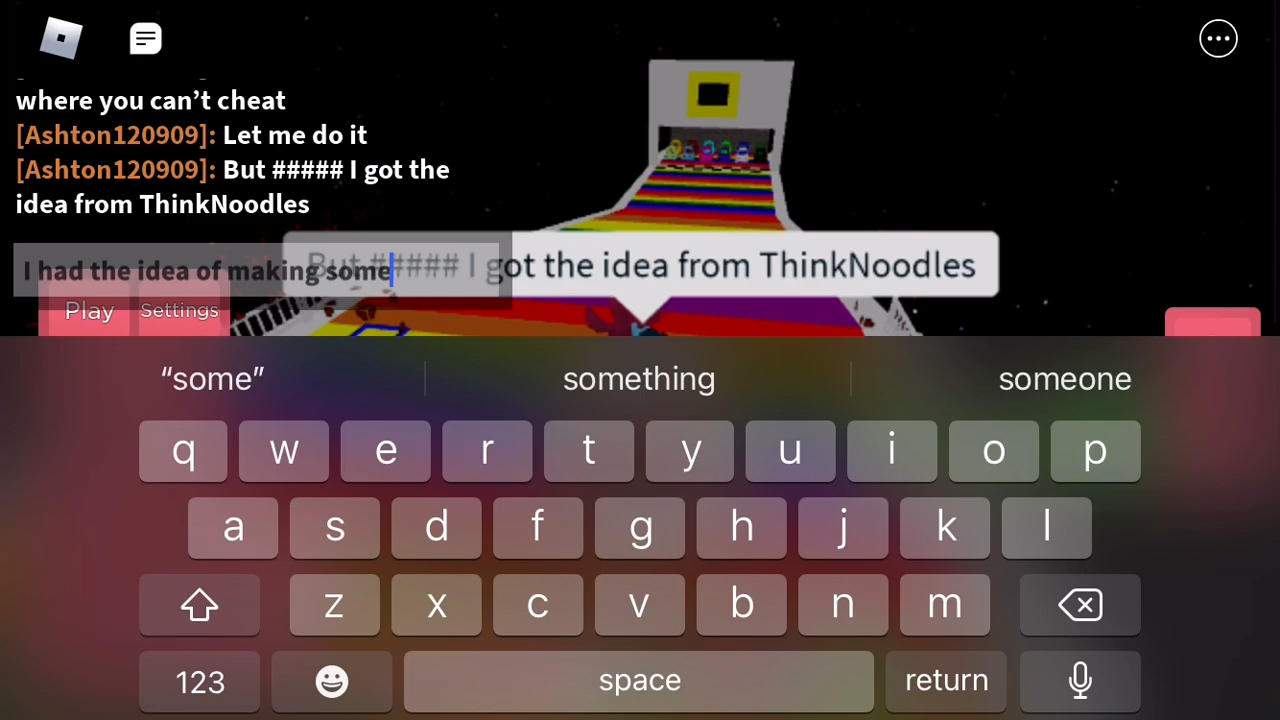 where you can’t cheat
[Ashton120909]: Let me do it
[Ashton120909]: But ##### I got the
idea from ThinkNoodles
But ##### I got the idea from ThinkNoodles
I had the idea of making some
Play Settings
“some” something someone
q w e r t y u i o p
a s d f g h j k l
z x c v b n m
123 space return